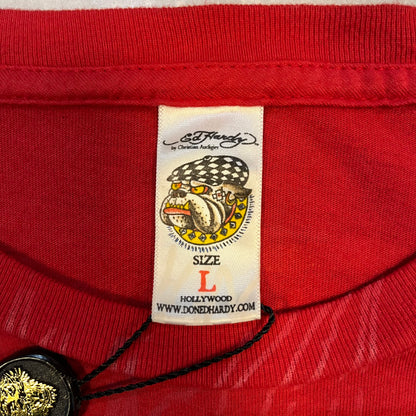 Ed Hardy
by Christian Audigier
SIZE
L
HOLLYWOOD
WWW.DONEDHARDY.COM